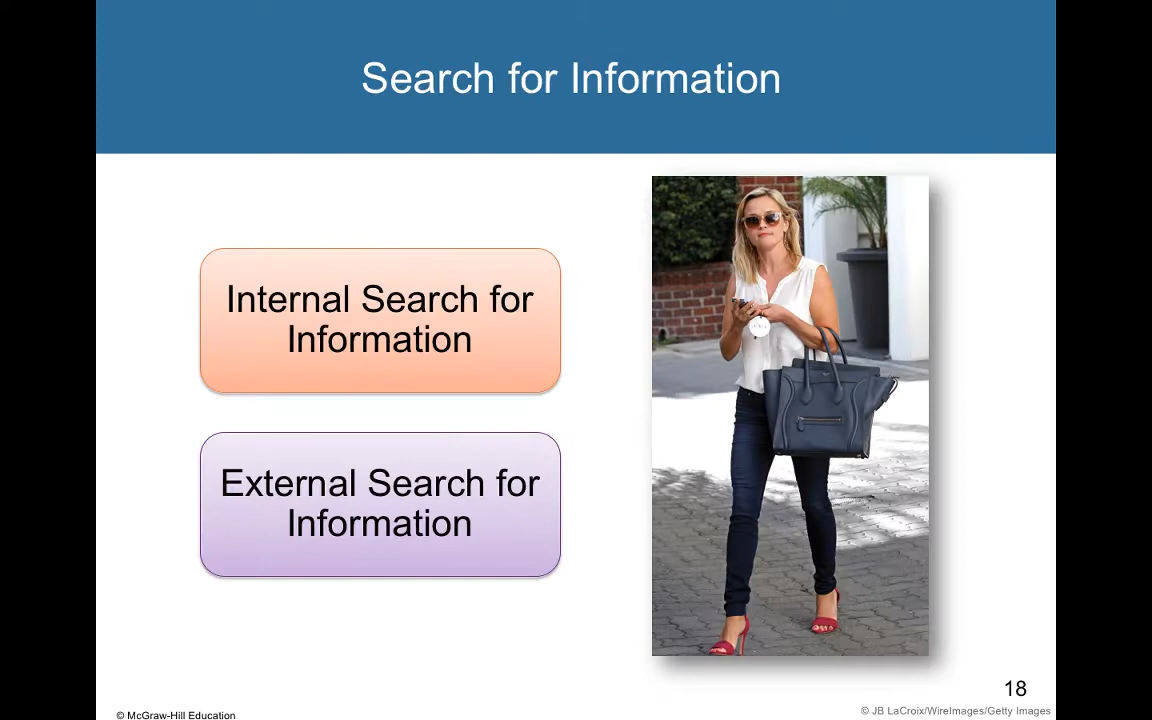 Search for Information
Internal Search for
Information
External Search for
Information
18
© McGraw-Hill Education
© JB LaCroix/WireImages/Getty Images